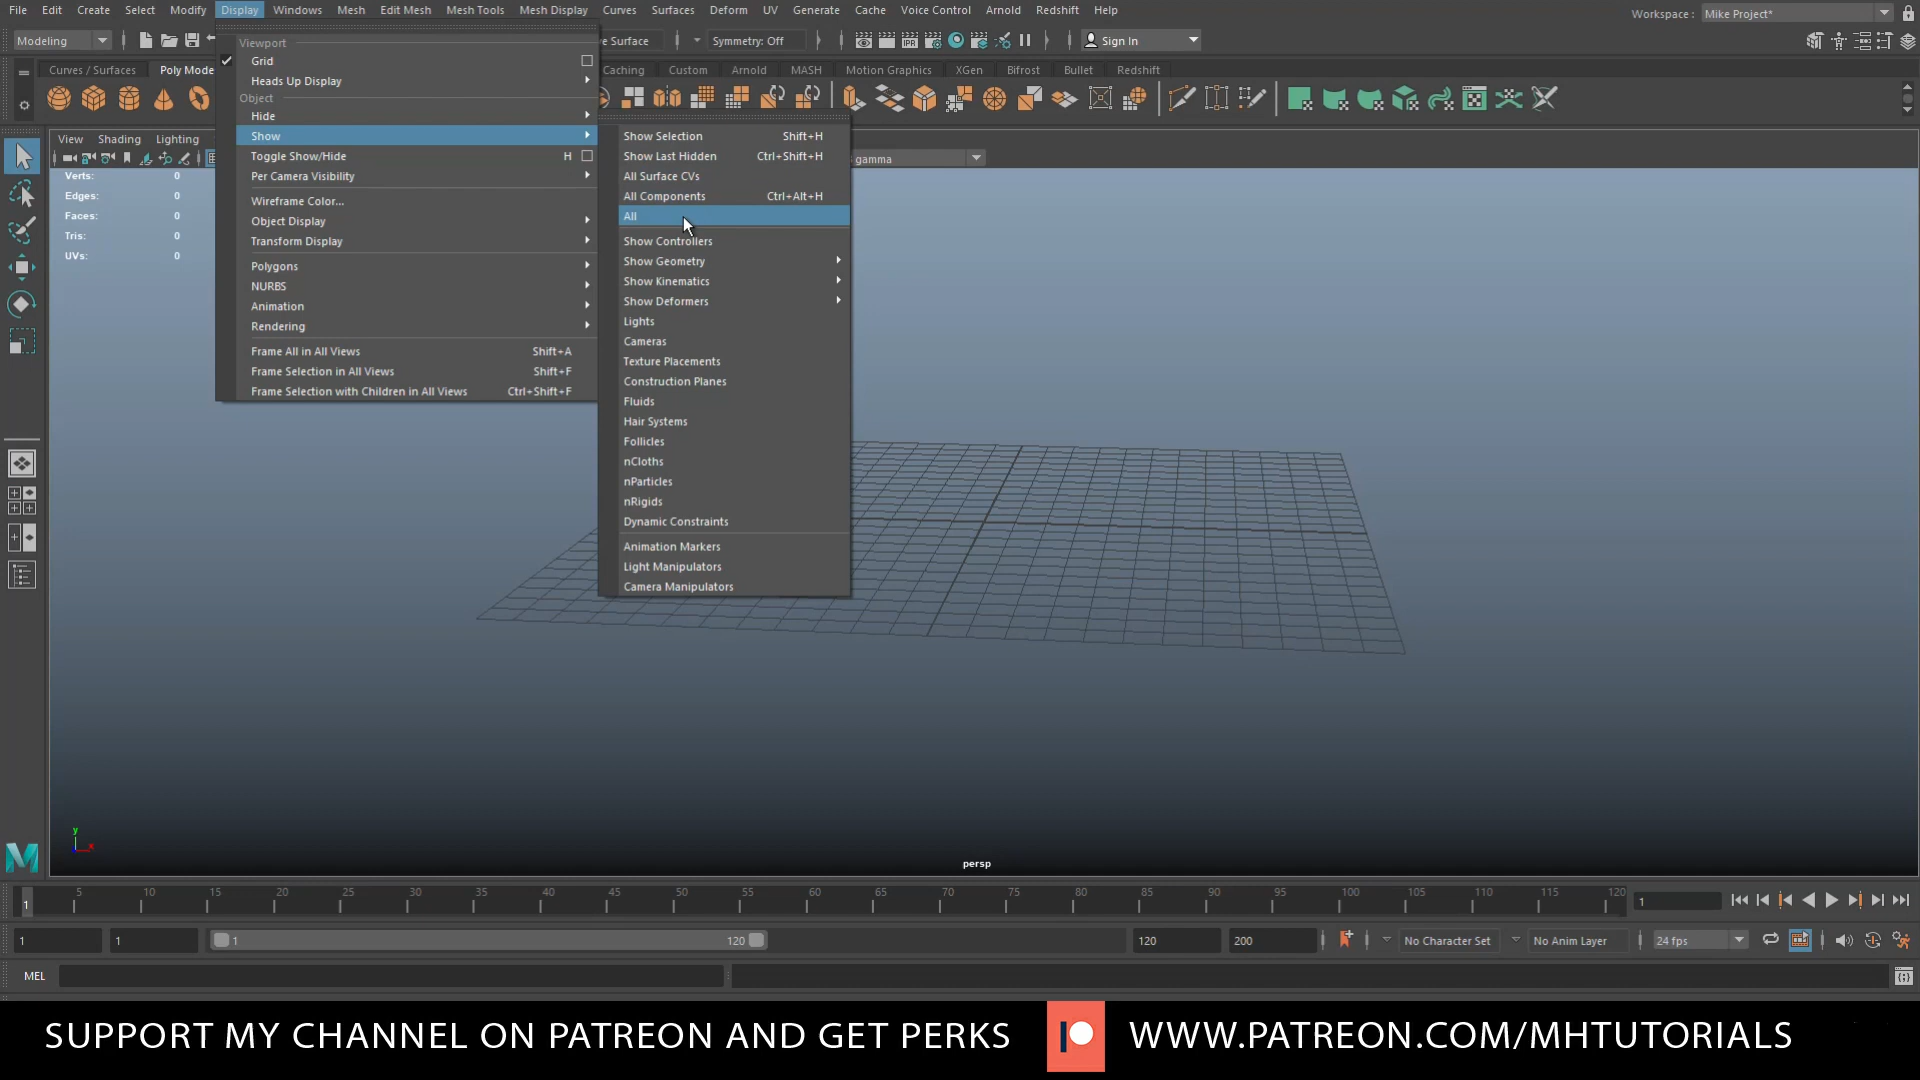 File Edit Create Select Modify Display Windows Mesh Edit Mesh Mesh Tools Mesh Display Curves Surfaces Deform UV Generate Cache Voice Control Arnold Redshift Help
Workspace : Mike Project*
Modeling
e Surface
Symmetry: Off
Sign In
Curves / Surfaces Poly Mode
Caching Custom Arnold MASH Motion Graphics XGen Bifrost Bullet Redshift
IPR
View Shading Lighting
gamma
Verts: 0
Edges: 0
Faces: 0
Tris: 0
UVs: 0
Viewport
Grid
Heads Up Display
Object
Hide
Show
Toggle Show/Hide H
Per Camera Visibility
Wireframe Color...
Object Display
Transform Display
Polygons
NURBS
Animation
Rendering
Frame All in All Views Shift+A
Frame Selection in All Views Shift+F
Frame Selection with Children in All Views Ctrl+Shift+F
Show Selection Shift+H
Show Last Hidden Ctrl+Shift+H
All Surface CVs
All Components Ctrl+Alt+H
All
Show Controllers
Show Geometry
Show Kinematics
Show Deformers
Lights
Cameras
Texture Placements
Construction Planes
Fluids
Hair Systems
Follicles
nCloths
nParticles
nRigids
Dynamic Constraints
Animation Markers
Light Manipulators
Camera Manipulators
y
x
persp
1 5 10 15 20 25 30 35 40 45 50 55 60 65 70 75 80 85 90 95 100 105 110 115 120
1
1 1 1 120 120 200 No Character Set No Anim Layer 24 fps
MEL
SUPPORT MY CHANNEL ON PATREON AND GET PERKS WWW.PATREON.COM/MHTUTORIALS